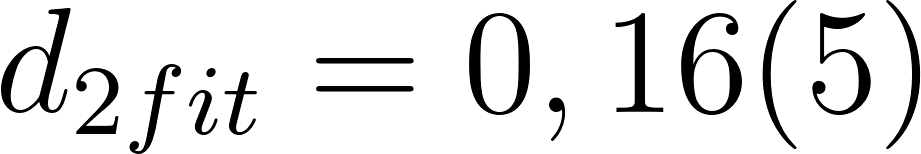 d_{2fit} = 0, 16(5)